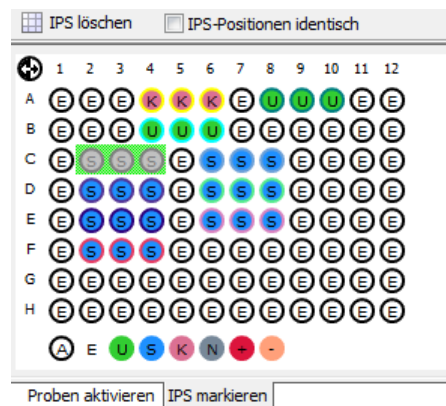 IPS löschen IPS-Positionen identisch
1 2 3 4 5 6 7 8 9 10 11 12
A E E E K K K E U U U E E
B E E E U U U E E E E E E
C E S S S E S S S E E E E
D E S S S E S S S E E E E
E E S S S E S S S E E E E
F E S S S E E E E E E E E
G E E E E E E E E E E E E
H E E E E E E E E E E E E
A E U S K N + -
Proben aktivieren IPS markieren